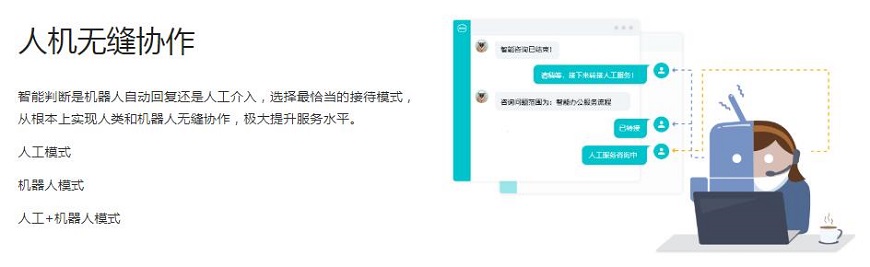 人机无缝协作
智能判断是机器人自动回复还是人工介入，选择最恰当的接待模式，
从根本上实现人类和机器人无缝协作，极大提升服务水平。
人工模式
机器人模式
人工+机器人模式
智能咨询已结束！
请稍等，接下来转接人工服务！
咨询问题范围为：智能办公服务流程
已转接
人工服务咨询中